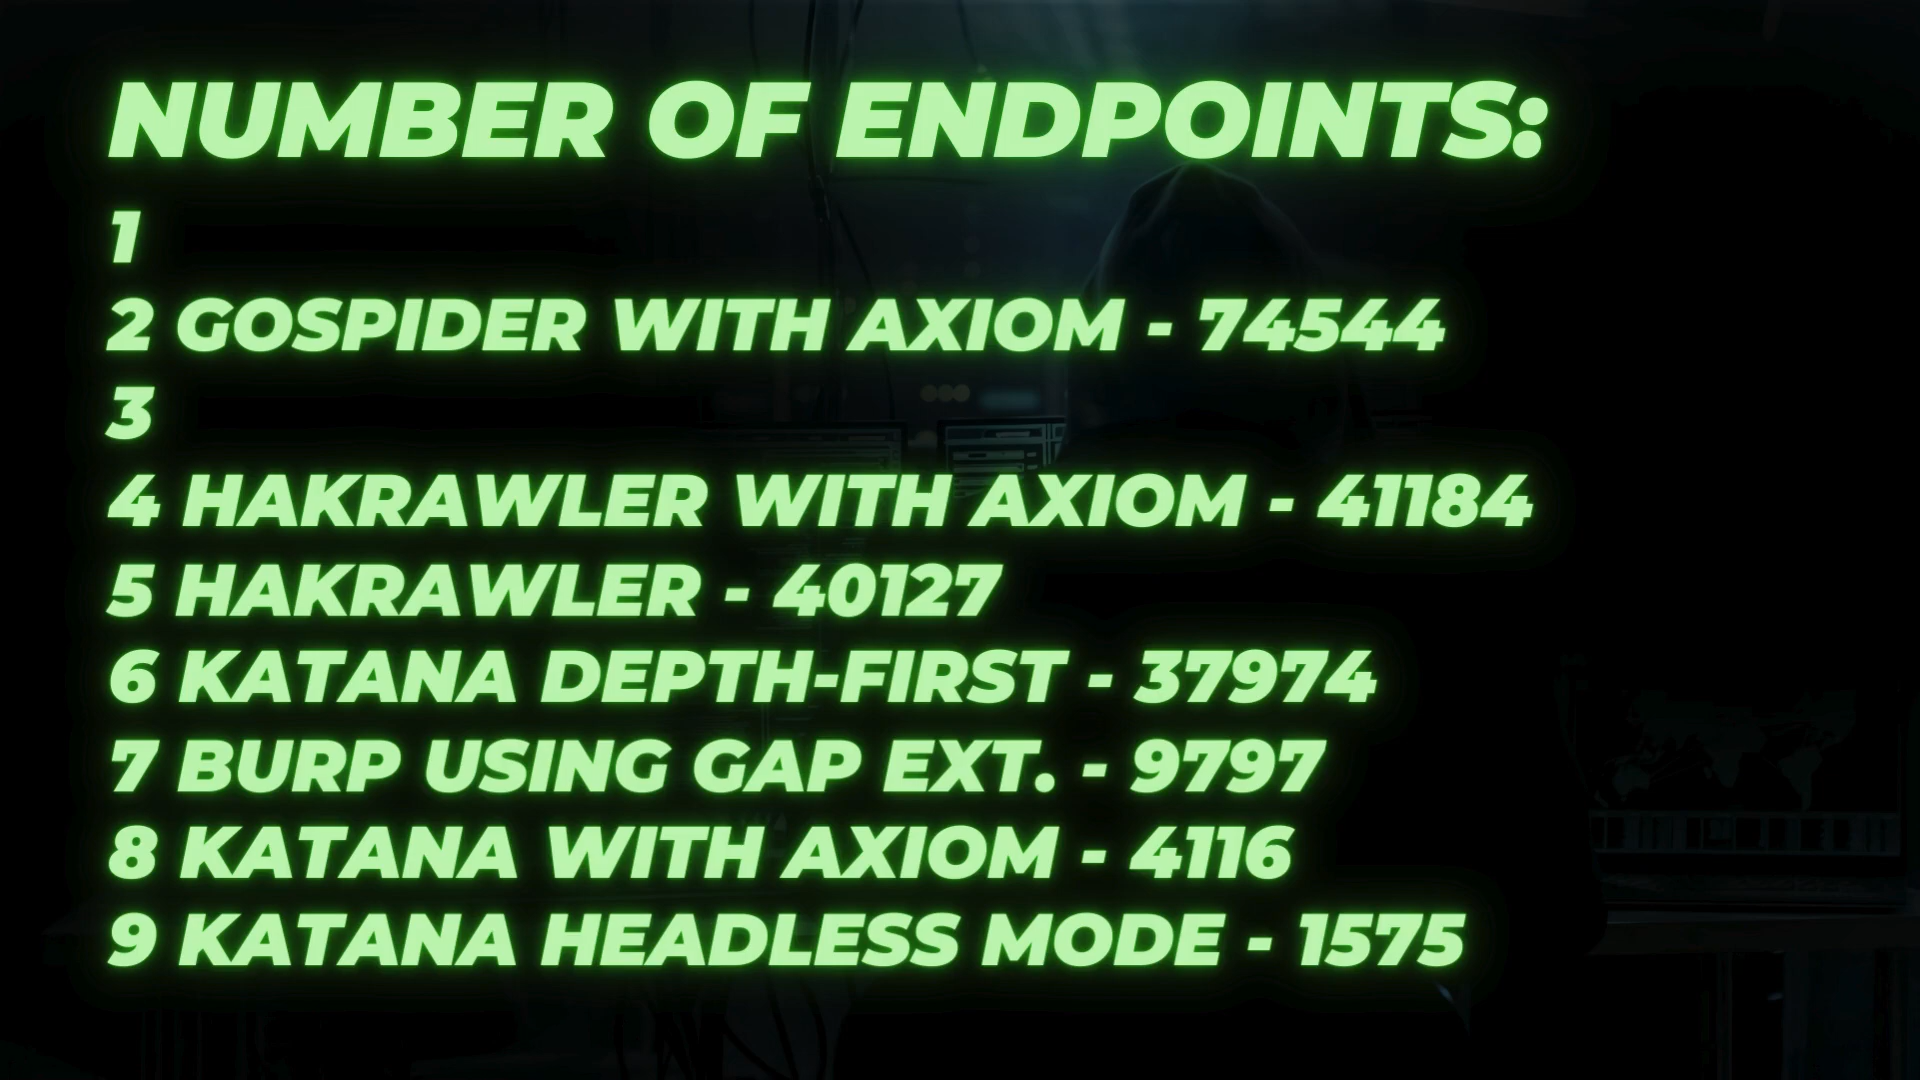 NUMBER OF ENDPOINTS:
1
2 GOSPIDER WITH AXIOM - 74544
3
4 HAKRAWLER WITH AXIOM - 41184
5 HAKRAWLER - 40127
6 KATANA DEPTH-FIRST - 37974
7 BURP USING GAP EXT. - 9797
8 KATANA WITH AXIOM - 4116
9 KATANA HEADLESS MODE - 1575